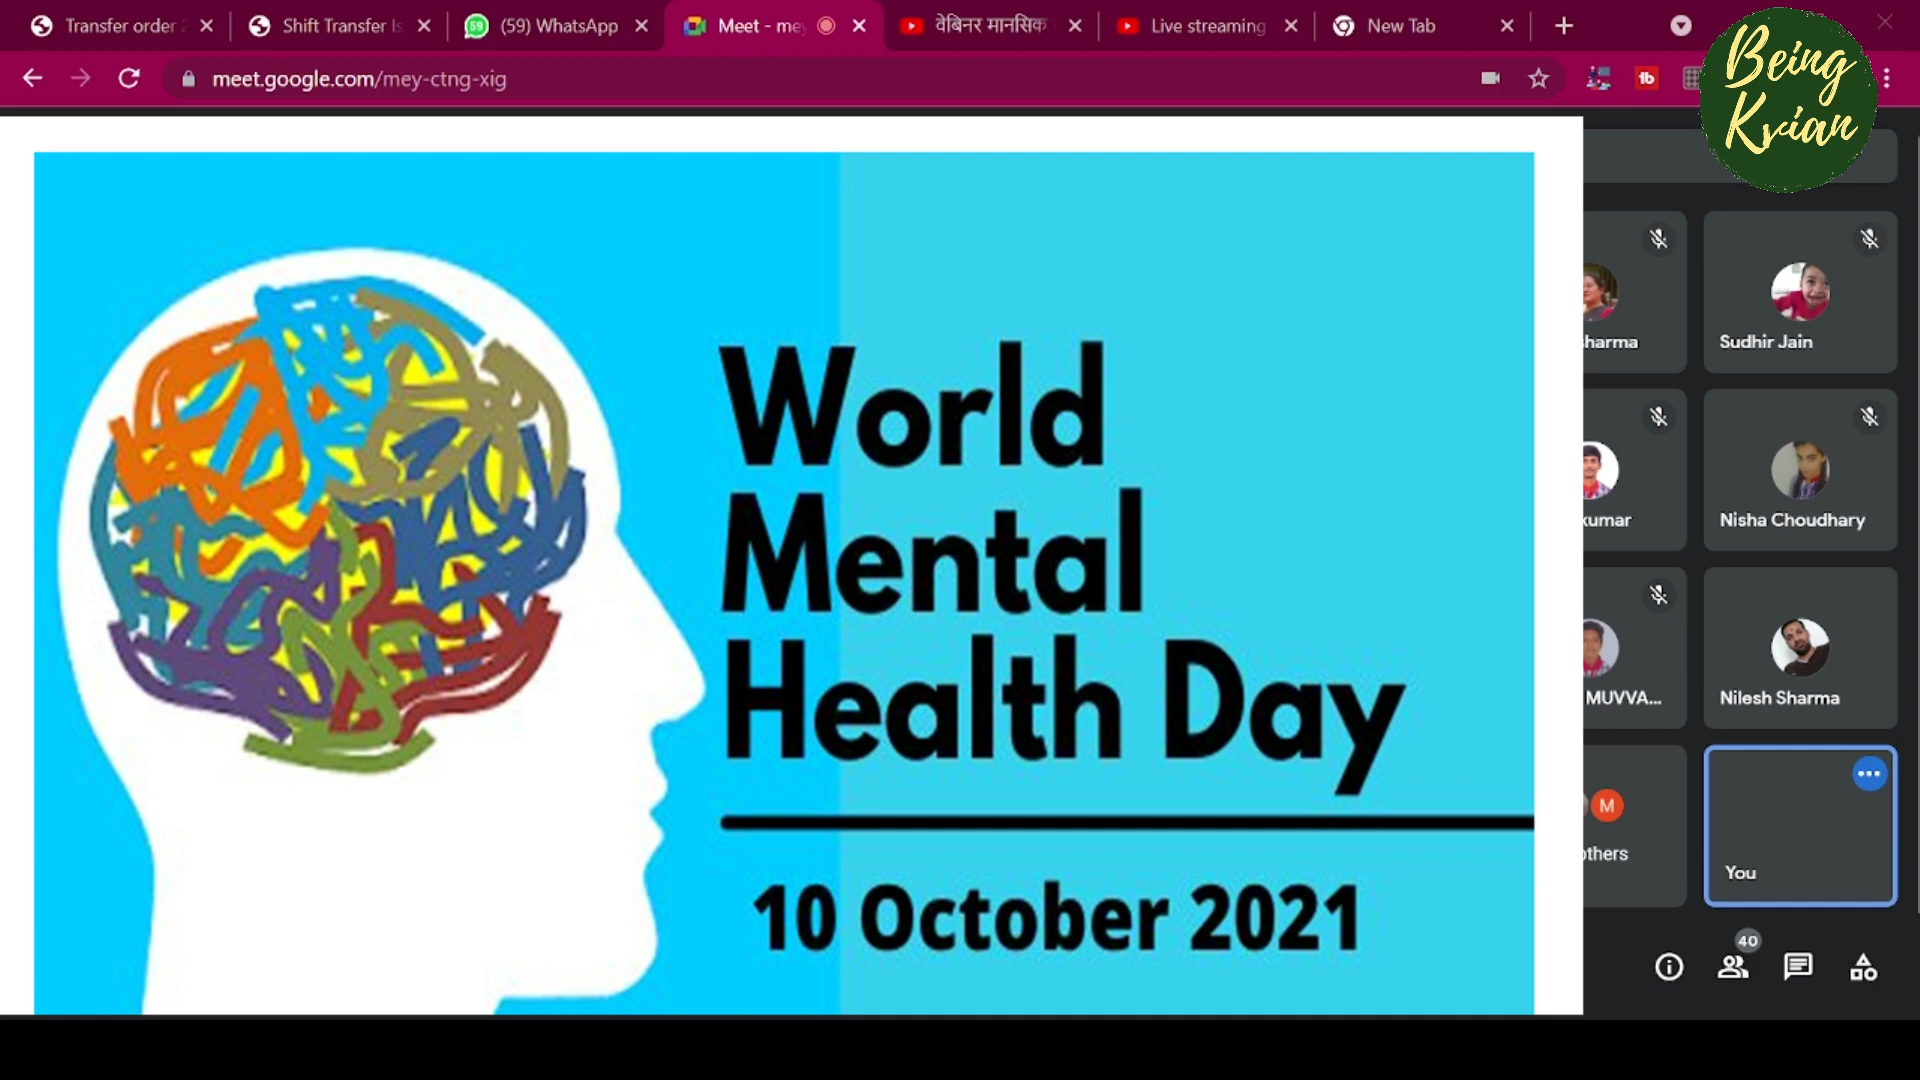 Transfer order
Shift Transfer Is
(59) WhatsApp
Meet - mey
वेबिनर मानसिक
Live streaming
New Tab
meet.google.com/mey-ctng-xig
Being
Kvian
World
Mental
Health Day
10 October 2021
harma
Sudhir Jain
kumar
Nisha Choudhary
MUVVA...
Nilesh Sharma
M
thers
You
40